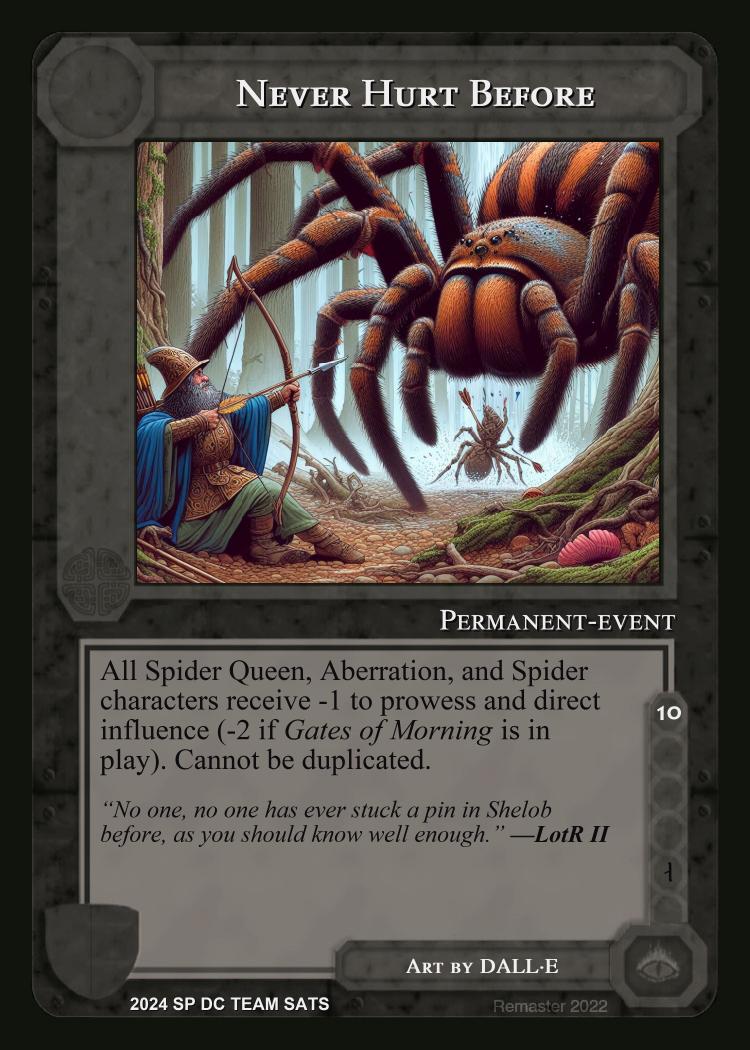 Never Hurt Before
Permanent-event
All Spider Queen, Aberration, and Spider
characters receive -1 to prowess and direct
influence (-2 if Gates of Morning is in
play). Cannot be duplicated.
10
“No one, no one has ever stuck a pin in Shelob
before, as you should know well enough.” —LotR II
Art by DALL·E
2024 SP DC TEAM SATS
Remaster 2022